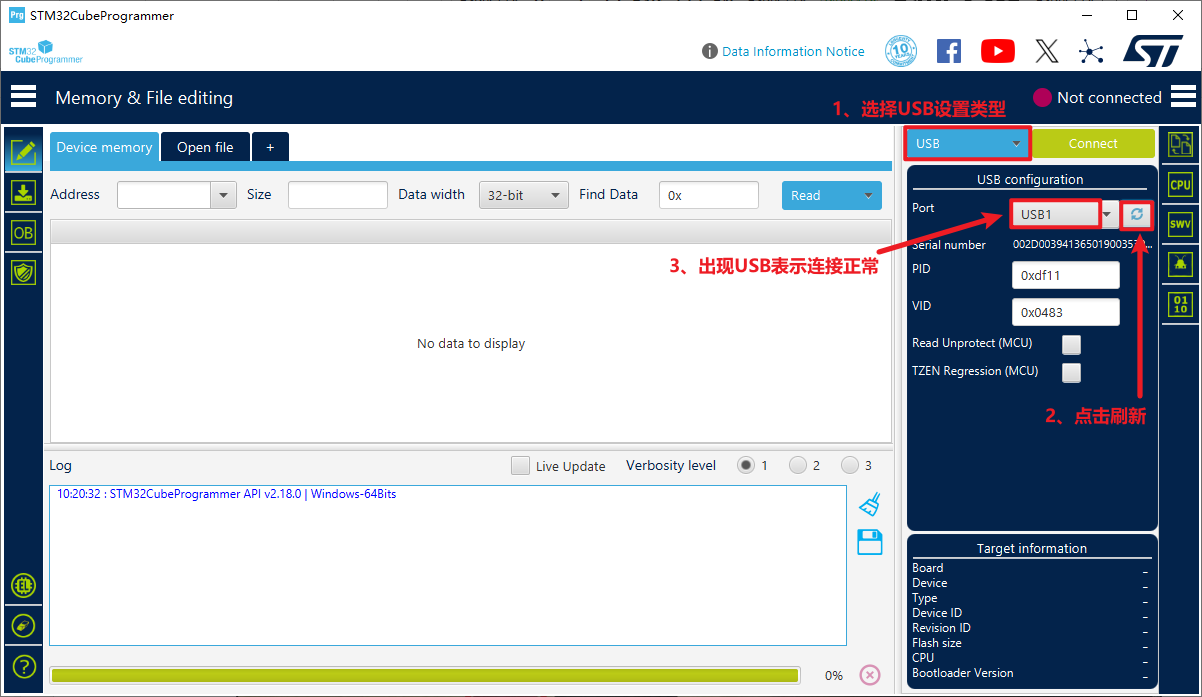 Prg STM32CubeProgrammer
STM32
CubeProgrammer
Data Information Notice
10
Memory & File editing
1、选择USB设置类型
Not connected
Device memory
Open file
+
USB
Connect
Address
Size
Data width
32-bit
Find Data
0x
Read
USB configuration
Port
USB1
Serial number
002D003941365019003570...
3、出现USB表示连接正常
PID
0xdf11
VID
0x0483
Read Unprotect (MCU)
TZEN Regression (MCU)
2、点击刷新
No data to display
OB
CPU
SWV
01
10
Log
Live Update
Verbosity level
1
2
3
10:20:32 : STM32CubeProgrammer API v2.18.0 | Windows-64Bits
Target information
Board –
Device –
Type –
Device ID –
Revision ID –
Flash size –
CPU –
Bootloader Version –
0%
?